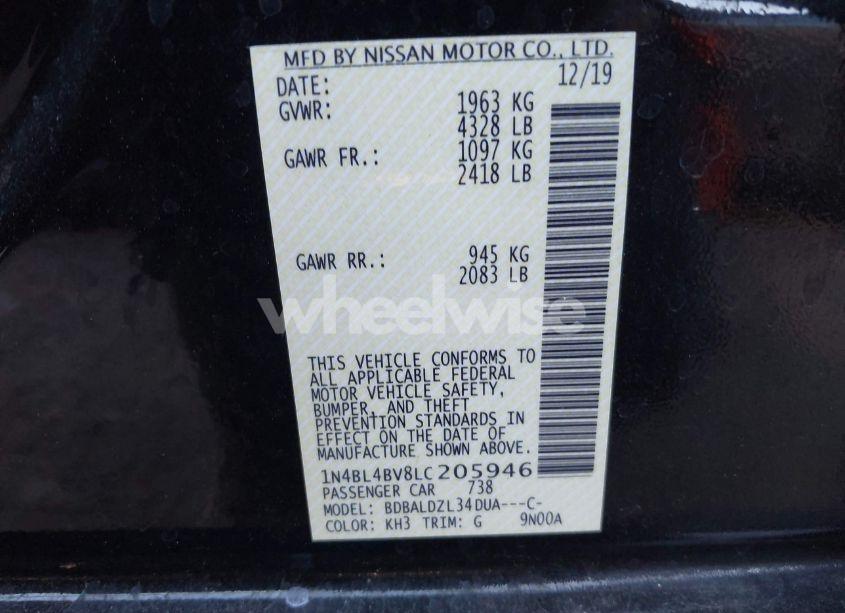 MFD BY NISSAN MOTOR CO., LTD.
DATE: 12/19
GVWR: 1963 KG
4328 LB
GAWR FR.: 1097 KG
2418 LB
GAWR RR.: 945 KG
2083 LB
wheelwise
THIS VEHICLE CONFORMS TO
ALL APPLICABLE FEDERAL
MOTOR VEHICLE SAFETY,
BUMPER, AND THEFT
PREVENTION STANDARDS IN
EFFECT ON THE DATE OF
MANUFACTURE SHOWN ABOVE.
1N4BL4BV8LC205946
PASSENGER CAR 738
MODEL: BDBALDZL34DUA---C-
COLOR: KH3 TRIM: G 9N00A